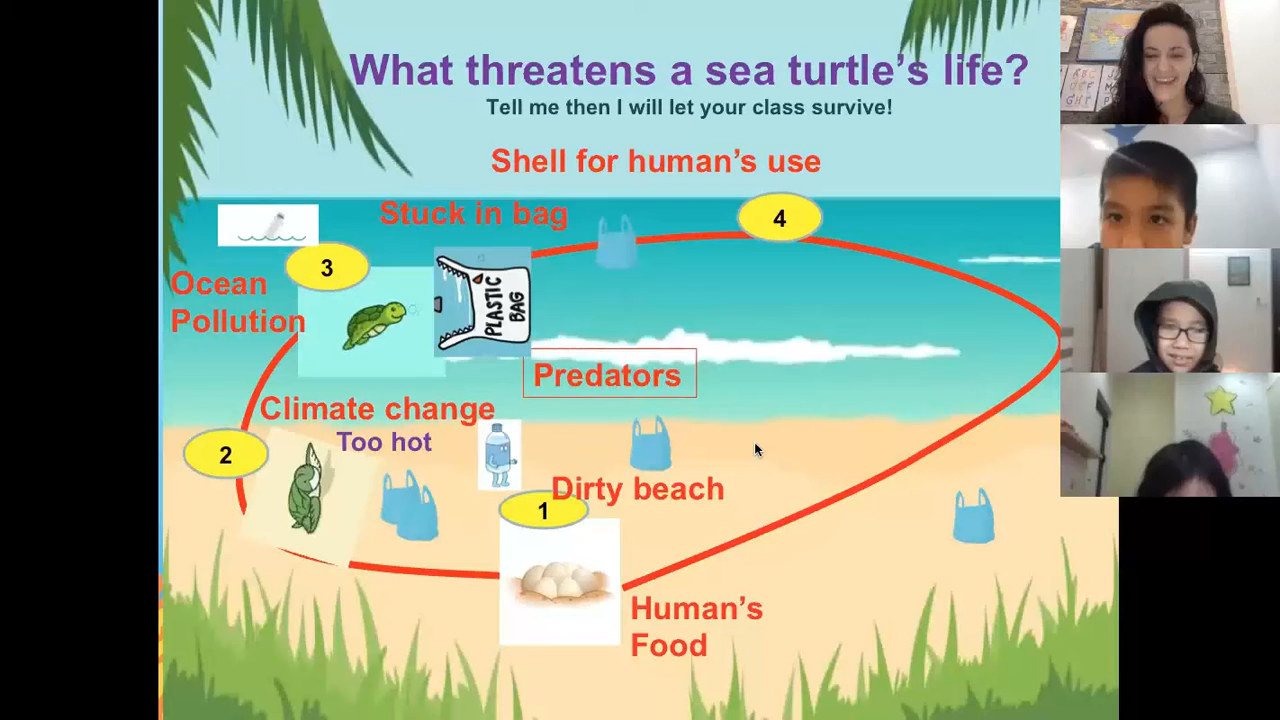 What threatens a sea turtle's life?
Tell me then I will let your class survive!
Shell for human's use
Stuck in bag
4
3
Ocean
Pollution
PLASTIC
BAG
Predators
Climate change
Too hot
2
Dirty beach
1
Human's
Food